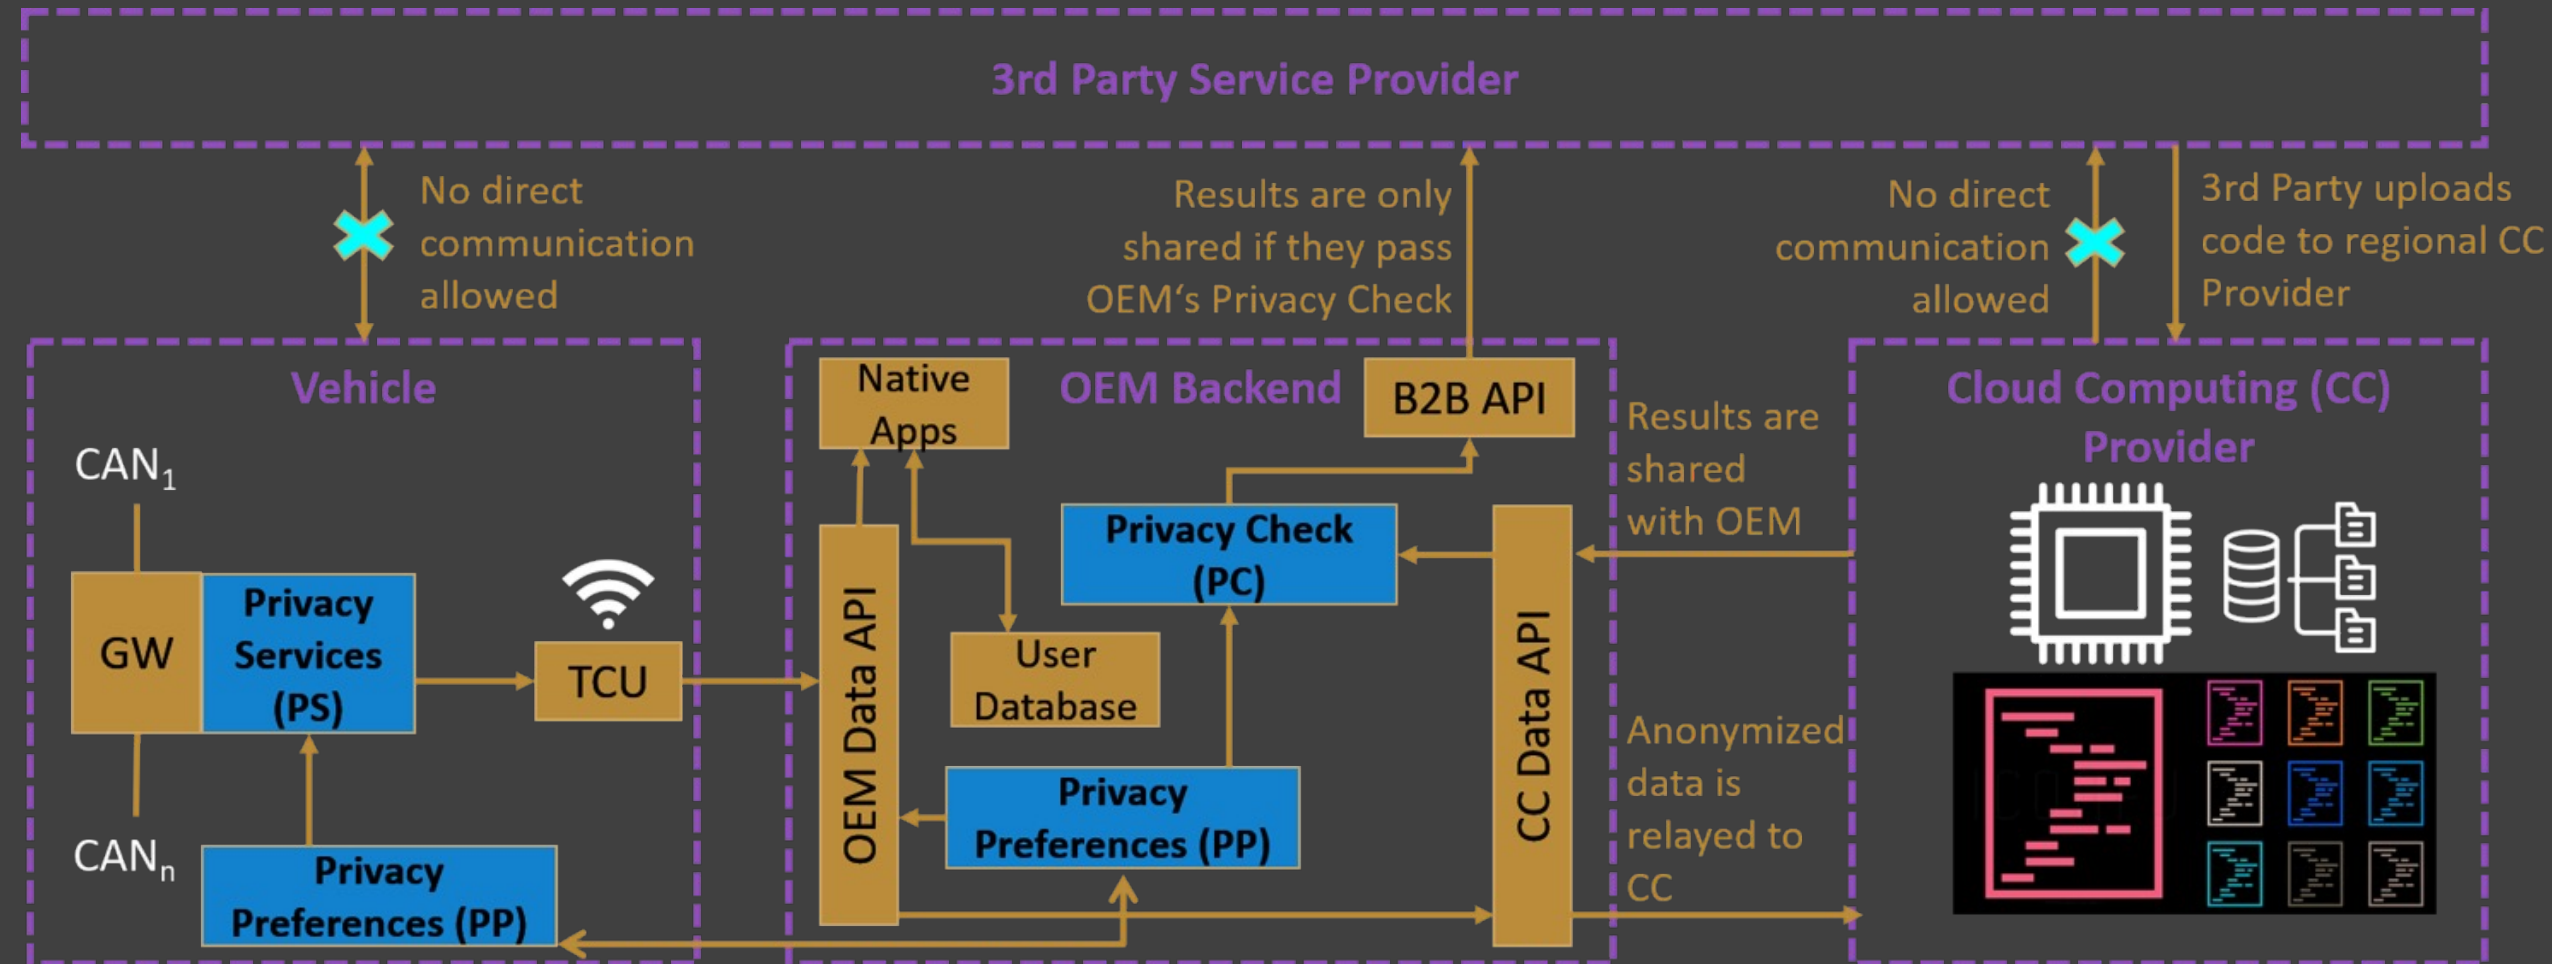 3rd Party Service Provider
No direct
communication
allowed
Results are only
shared if they pass
OEM‘s Privacy Check
No direct
communication
allowed
3rd Party uploads
code to regional CC
Provider
Vehicle
CAN1
GW
Privacy
Services
(PS)
TCU
CANn
Privacy
Preferences (PP)
OEM Backend
Native
Apps
B2B API
Privacy Check
(PC)
OEM Data API
User
Database
Privacy
Preferences (PP)
CC Data API
Results are
shared
with OEM
Anonymized
data is
relayed to
CC
Cloud Computing (CC)
Provider